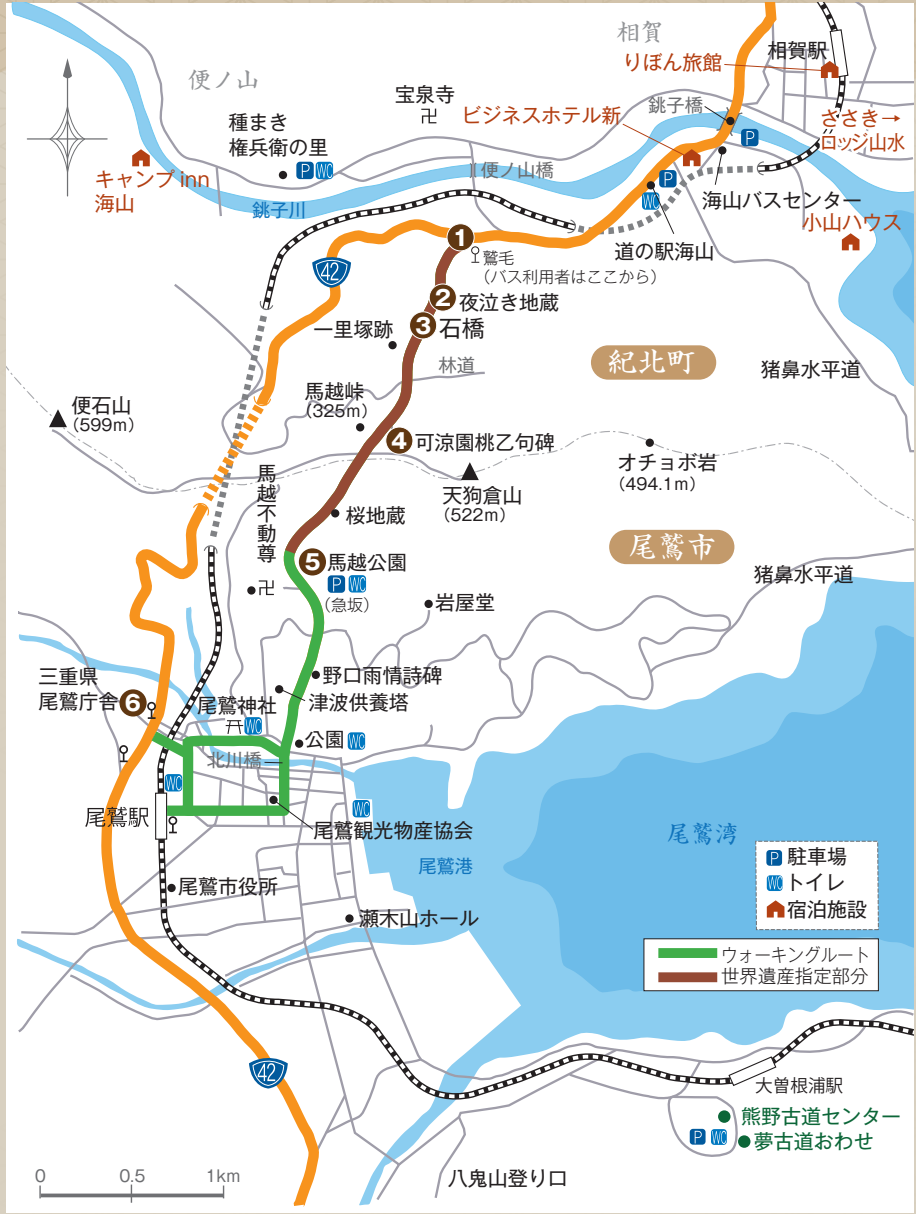 相賀
相賀駅
りぼん旅館
便ノ山
宝泉寺
卍
ビジネスホテル新
銚子橋
P
ささき→
ロッジ山水
種まき
権兵衛の里
P WC
キャンプ inn
海山
銚子川
便ノ山橋
P
WC
海山バスセンター
小山ハウス
道の駅海山
1
鷲毛
(バス利用者はここから)
42
2 夜泣き地蔵
3 石橋
一里塚跡
林道
紀北町
猪鼻水平道
便石山
(599m)
馬越峠
(325m)
4 可涼園桃乙句碑
オチョボ岩
(494.1m)
天狗倉山
(522m)
馬越不動尊
卍
桜地蔵
尾鷲市
5 馬越公園
P WC
(急坂)
猪鼻水平道
岩屋堂
野口雨情詩碑
津波供養塔
三重県
尾鷲庁舎 6
尾鷲神社
WC
公園 WC
北川橋
WC
WC
尾鷲駅
尾鷲観光物産協会
尾鷲湾
尾鷲港
P 駐車場
WC トイレ
宿泊施設
尾鷲市役所
瀬木山ホール
ウォーキングルート
世界遺産指定部分
42
大曽根浦駅
熊野古道センター
P WC
夢古道おわせ
八鬼山登り口
0 0.5 1km